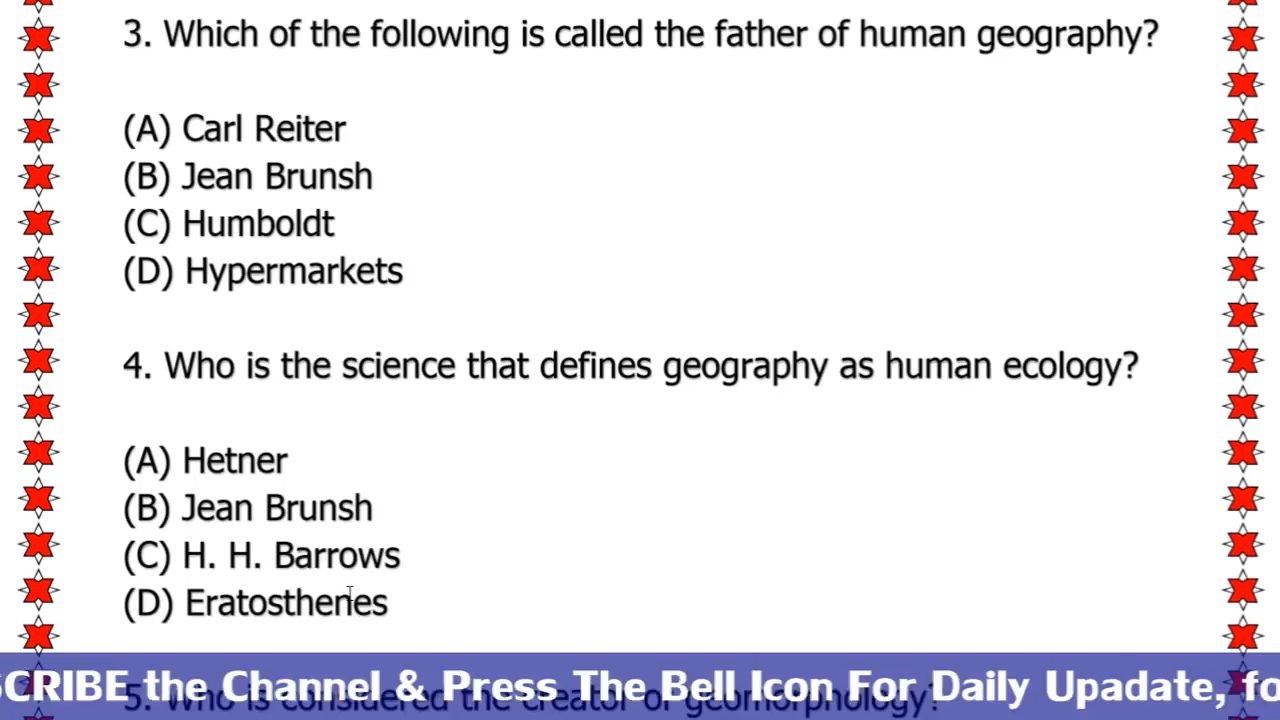 3. Which of the following is called the father of human geography?
(A) Carl Reiter
(B) Jean Brunsh
(C) Humboldt
(D) Hypermarkets
4. Who is the science that defines geography as human ecology?
(A) Hetner
(B) Jean Brunsh
(C) H. H. Barrows
(D) Eratosthenes
5. Who is considered the creator of geomorphology?
SCRIBE the Channel & Press The Bell Icon For Daily Upadate, fo